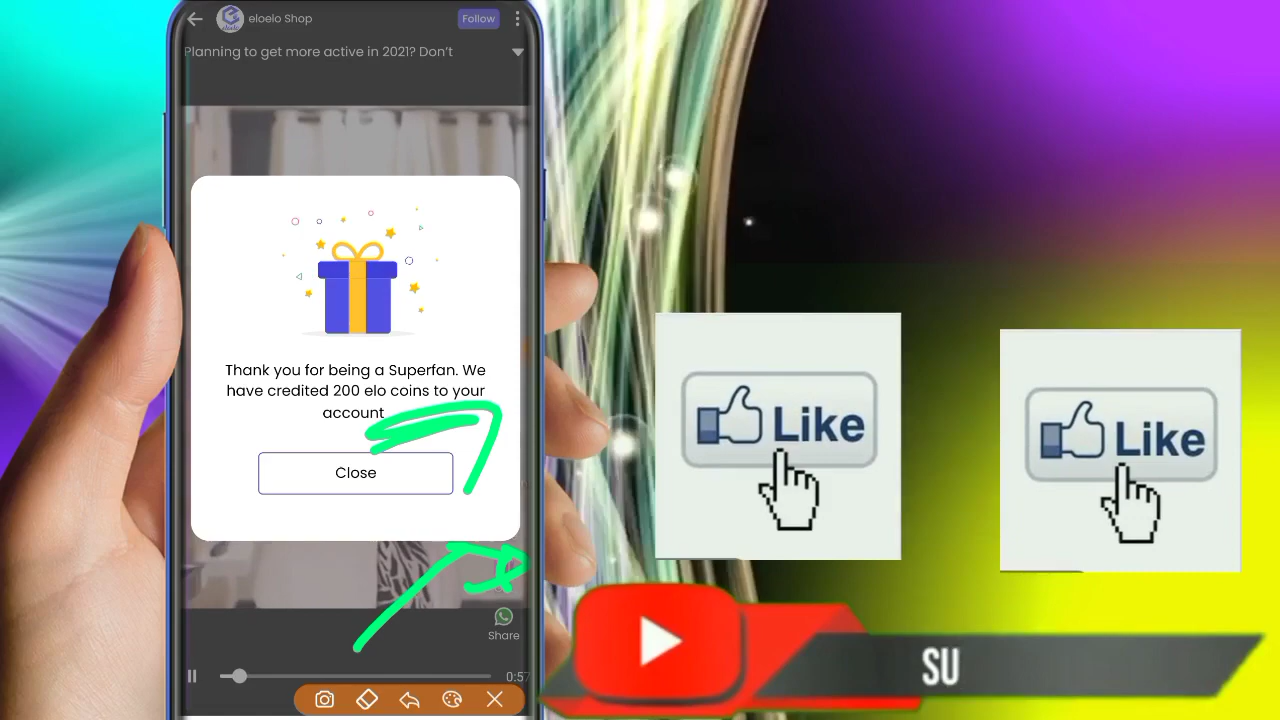 eloelo Shop
Follow
Planning to get more active in 2021? Don't
Thank you for being a Superfan. We
have credited 200 elo coins to your
account
Close
Share
0:57
Like
Like
SU